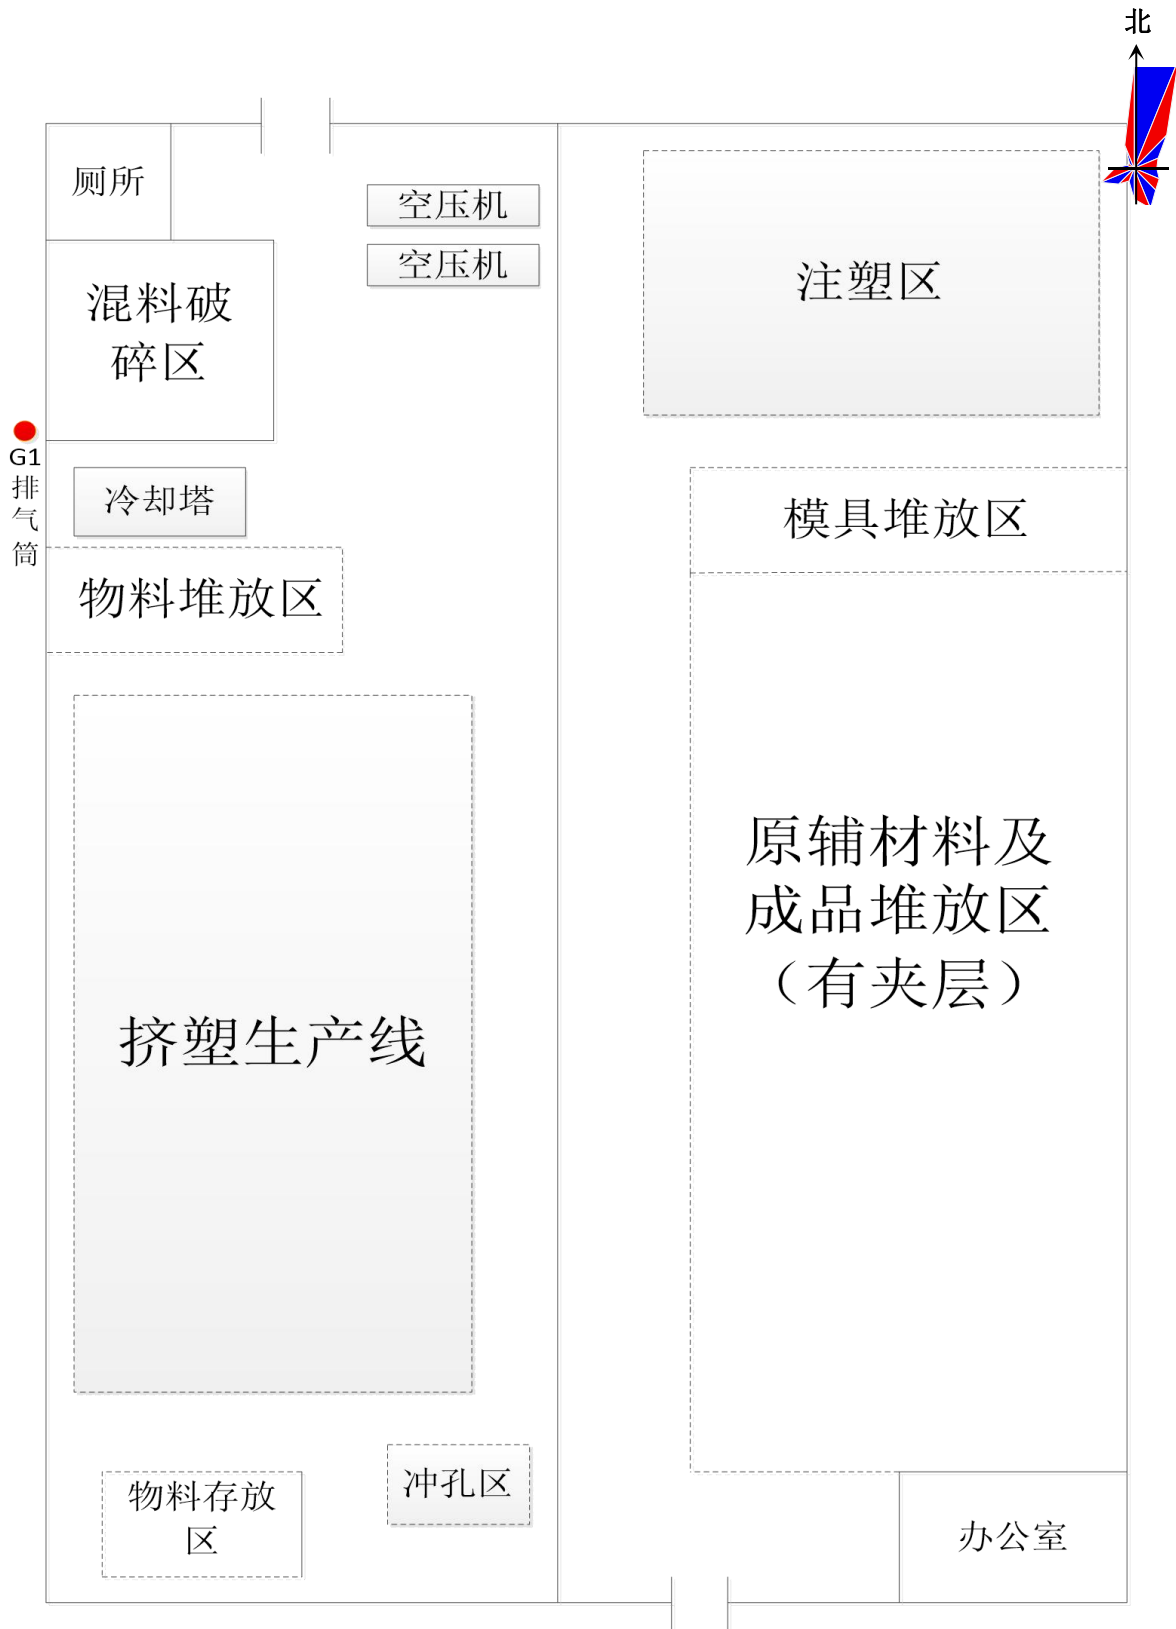 北
厕所
空压机
空压机
混料破
碎区
注塑区
G1
排
气
筒
冷却塔
模具堆放区
物料堆放区
原辅材料及
成品堆放区
（有夹层）
挤塑生产线
冲孔区
物料存放
区
办公室